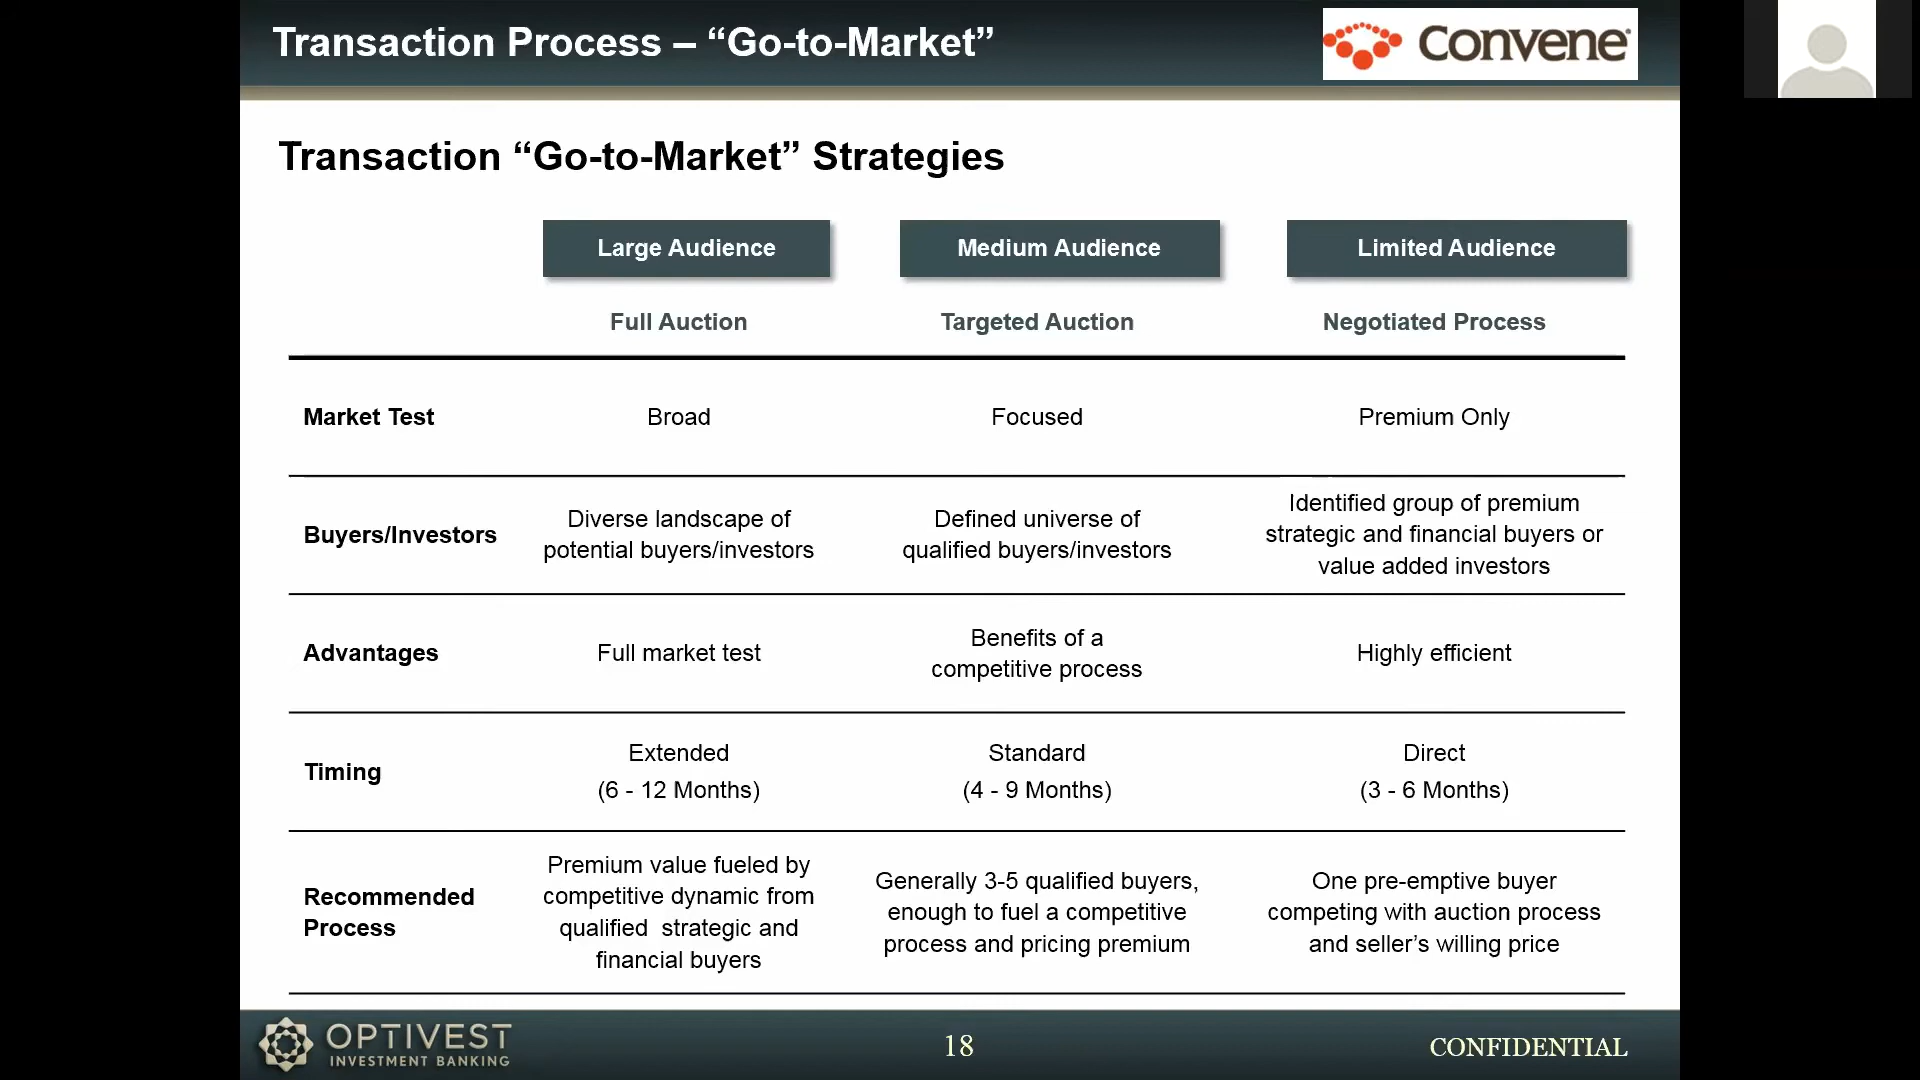 Transaction Process – “Go-to-Market”
Convene
Transaction “Go-to-Market” Strategies
Large Audience
Medium Audience
Limited Audience
Full Auction
Targeted Auction
Negotiated Process
Market Test
Broad
Focused
Premium Only
Buyers/Investors
Diverse landscape of
potential buyers/investors
Defined universe of
qualified buyers/investors
Identified group of premium
strategic and financial buyers or
value added investors
Advantages
Full market test
Benefits of a
competitive process
Highly efficient
Timing
Extended
(6 - 12 Months)
Standard
(4 - 9 Months)
Direct
(3 - 6 Months)
Recommended
Process
Premium value fueled by
competitive dynamic from
qualified  strategic and
financial buyers
Generally 3-5 qualified buyers,
enough to fuel a competitive
process and pricing premium
One pre-emptive buyer
competing with auction process
and seller’s willing price
OPTIVEST
INVESTMENT BANKING
18
CONFIDENTIAL